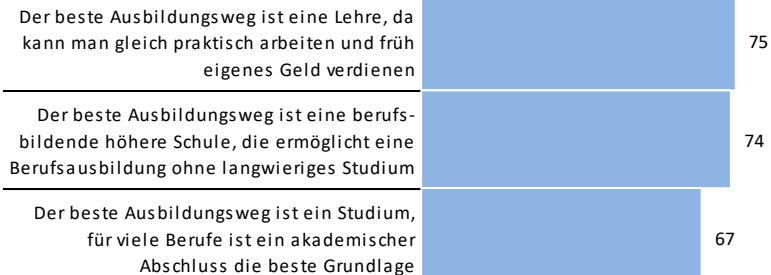 Der beste Ausbildungsweg ist eine Lehre, da
kann man gleich praktisch arbeiten und früh
eigenes Geld verdienen
75
Der beste Ausbildungsweg ist eine berufs-
bildende höhere Schule, die ermöglicht eine
Berufsausbildung ohne langwieriges Studium
74
Der beste Ausbildungsweg ist ein Studium,
für viele Berufe ist ein akademischer
Abschluss die beste Grundlage
67